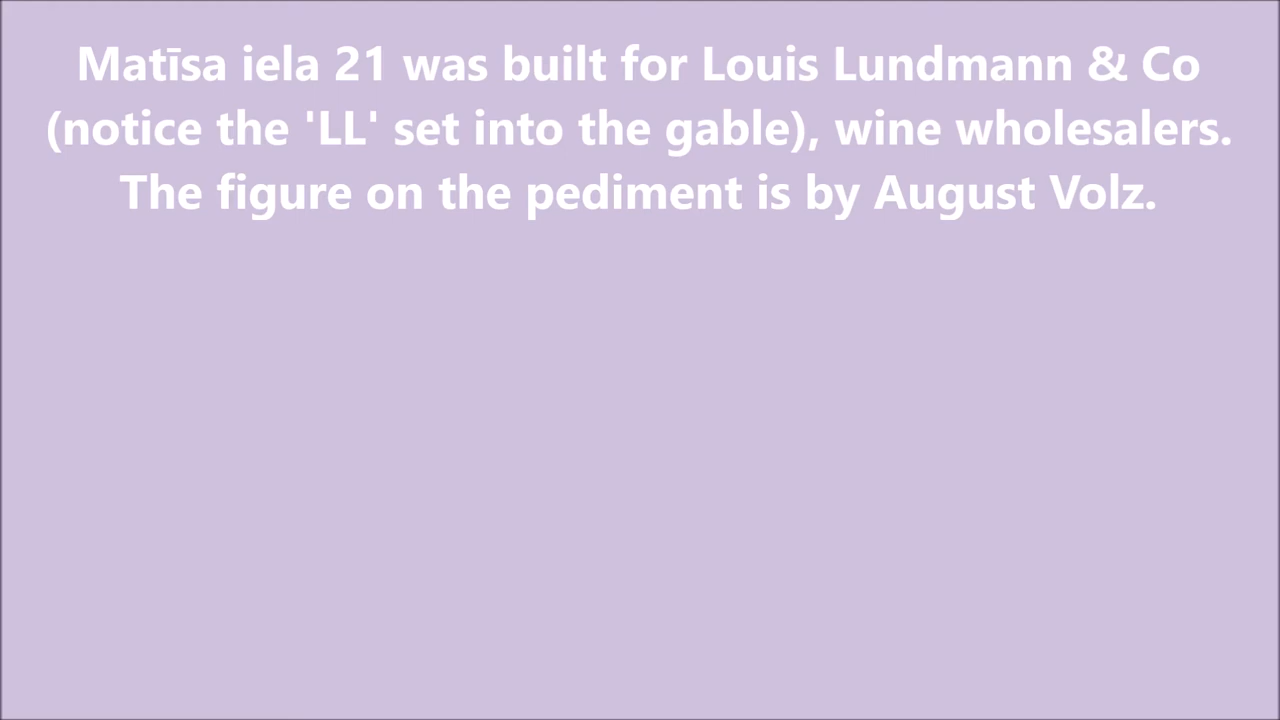 Matīsa iela 21 was built for Louis Lundmann & Co
(notice the 'LL' set into the gable), wine wholesalers.
The figure on the pediment is by August Volz.